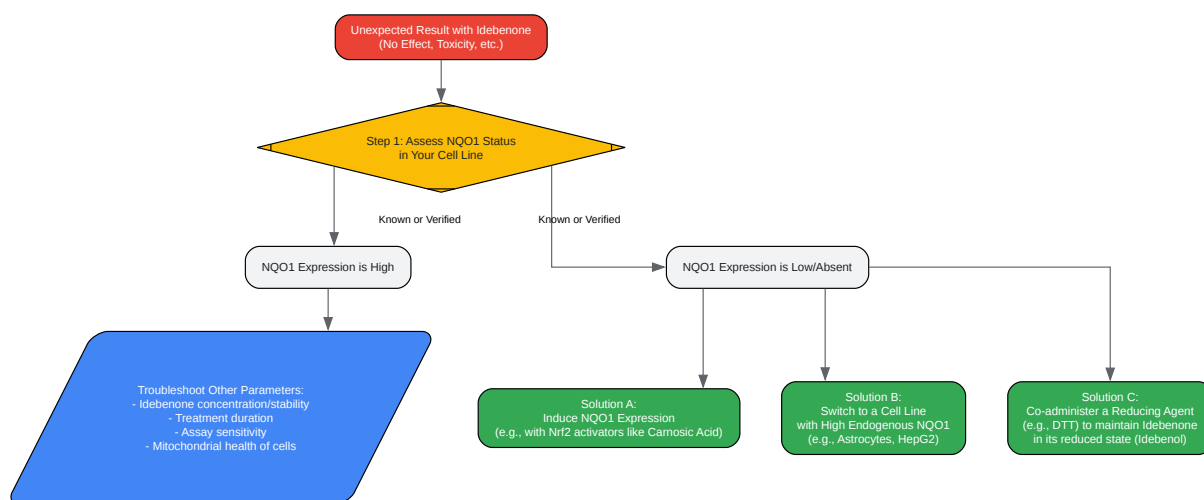 Unexpected Result with Idebenone
(No Effect, Toxicity, etc.)
Step 1: Assess NQO1 Status
in Your Cell Line
Known or Verified
Known or Verified
NQO1 Expression is High
NQO1 Expression is Low/Absent
Troubleshoot Other Parameters:
- Idebenone concentration/stability
- Treatment duration
- Assay sensitivity
- Mitochondrial health of cells
Solution A:
Induce NQO1 Expression
(e.g., with Nrf2 activators like Carnosic Acid)
Solution B:
Switch to a Cell Line
with High Endogenous NQO1
(e.g., Astrocytes, HepG2)
Solution C:
Co-administer a Reducing Agent
(e.g., DTT) to maintain Idebenone
in its reduced state (Idebenol)